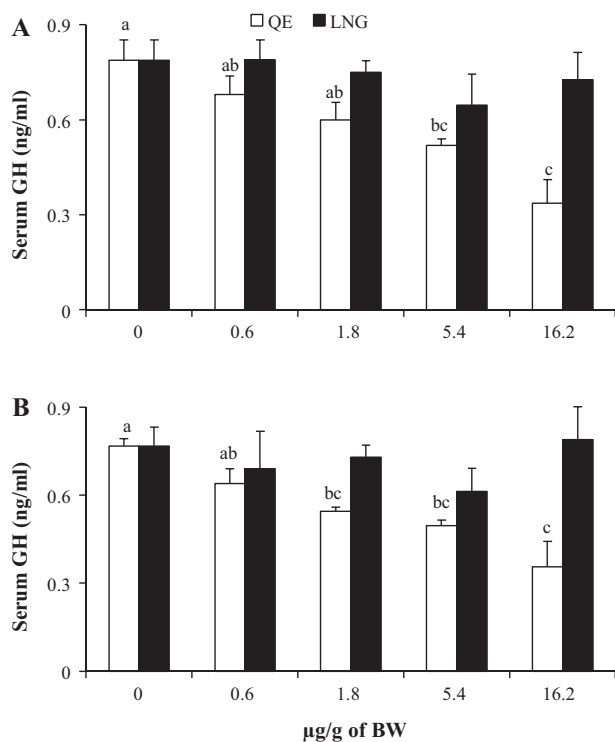 A
QE LNG
Serum GH (ng/ml)
0.9
0.6
0.3
0
a
ab
ab
bc
c
0 0.6 1.8 5.4 16.2
B
Serum GH (ng/ml)
0.9
0.6
0.3
0
a
ab
bc
bc
c
0 0.6 1.8 5.4 16.2
µg/g of BW